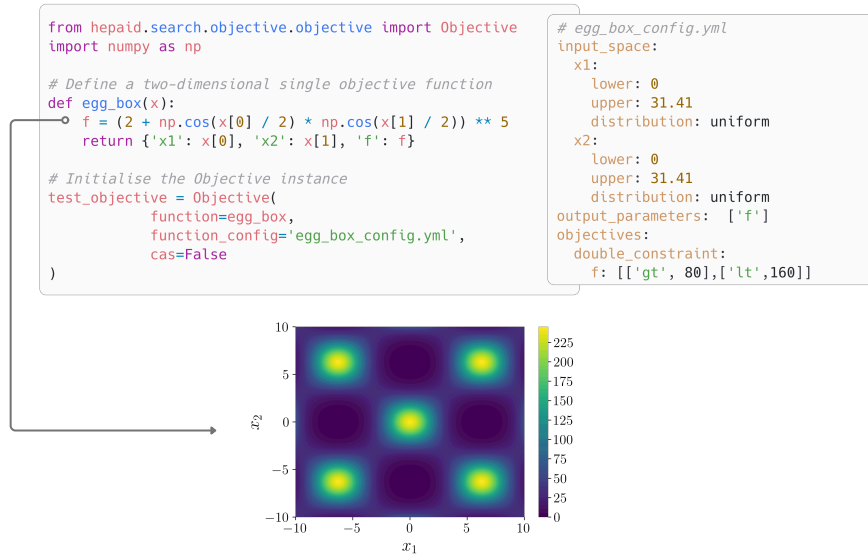 from hepaid.search.objective.objective import Objective
import numpy as np
# Define a two-dimensional single objective function
def egg_box(x):
    f = (2 + np.cos(x[0] / 2) * np.cos(x[1] / 2)) ** 5
    return {'x1': x[0], 'x2': x[1], 'f': f}
# Initialise the Objective instance
test_objective = Objective(
            function=egg_box,
            function_config='egg_box_config.yml',
            cas=False
)
# egg_box_config.yml
input_space:
  x1:
    lower: 0
    upper: 31.41
    distribution: uniform
  x2:
    lower: 0
    upper: 31.41
    distribution: uniform
output_parameters:  ['f']
objectives:
  double_constraint:
    f: [['gt', 80],['lt',160]]
10
5
0
−5
−10
x2
−10 −5 0 5 10
x1
225
200
175
150
125
100
75
50
25
0